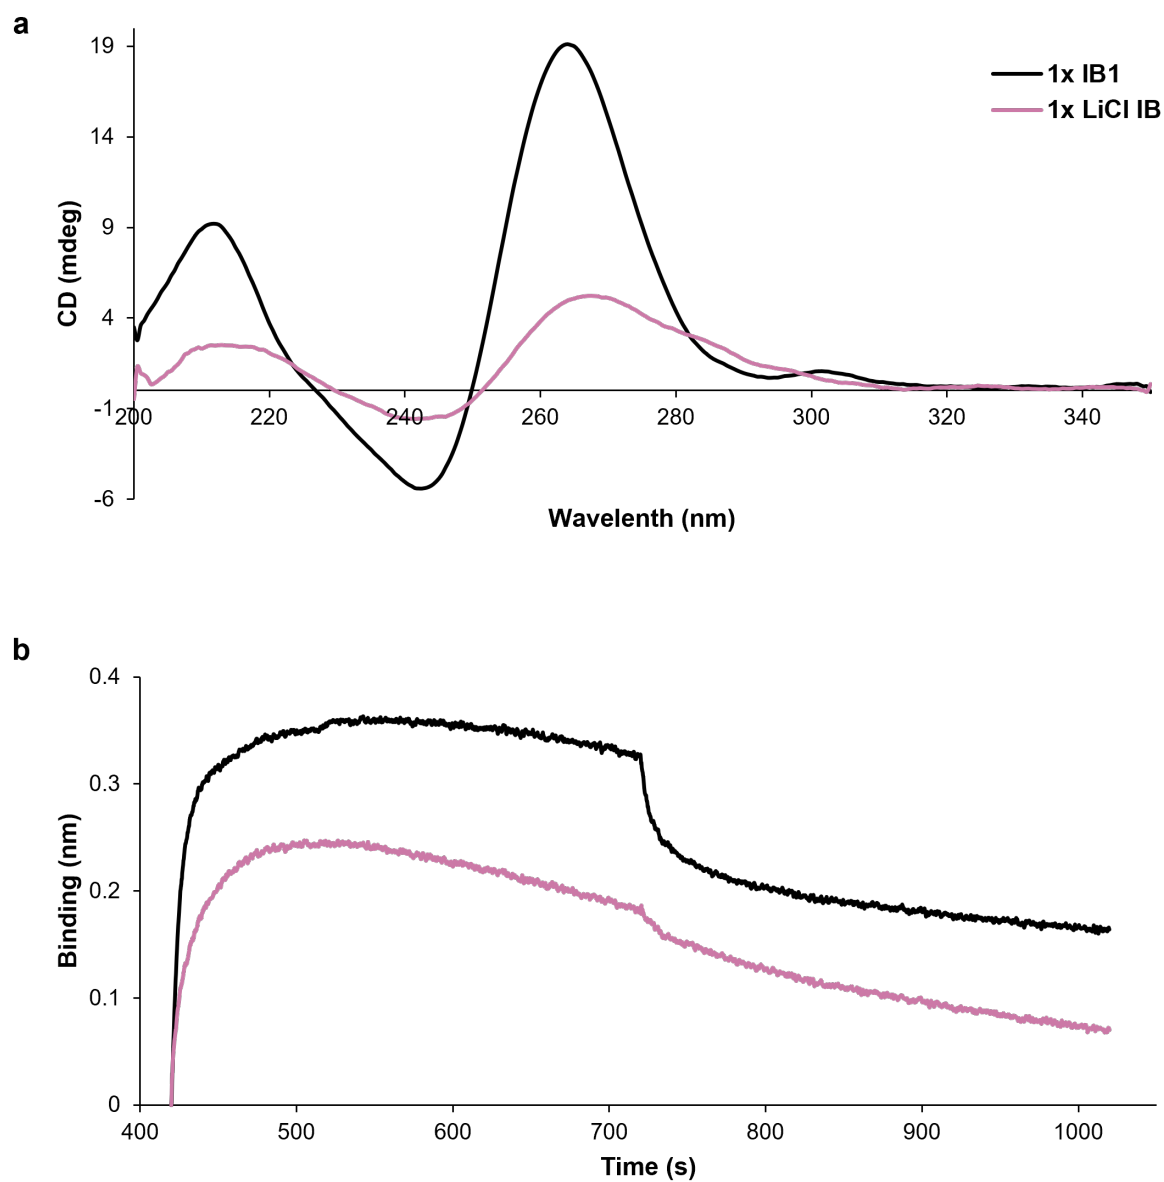 a
19
14
9
4
-1
-6
CD (mdeg)
200 220 240 260 280 300 320 340
Wavelenth (nm)
1x IB1
1x LiCl IB
b
0.4
0.3
0.2
0.1
0
Binding (nm)
400 500 600 700 800 900 1000
Time (s)